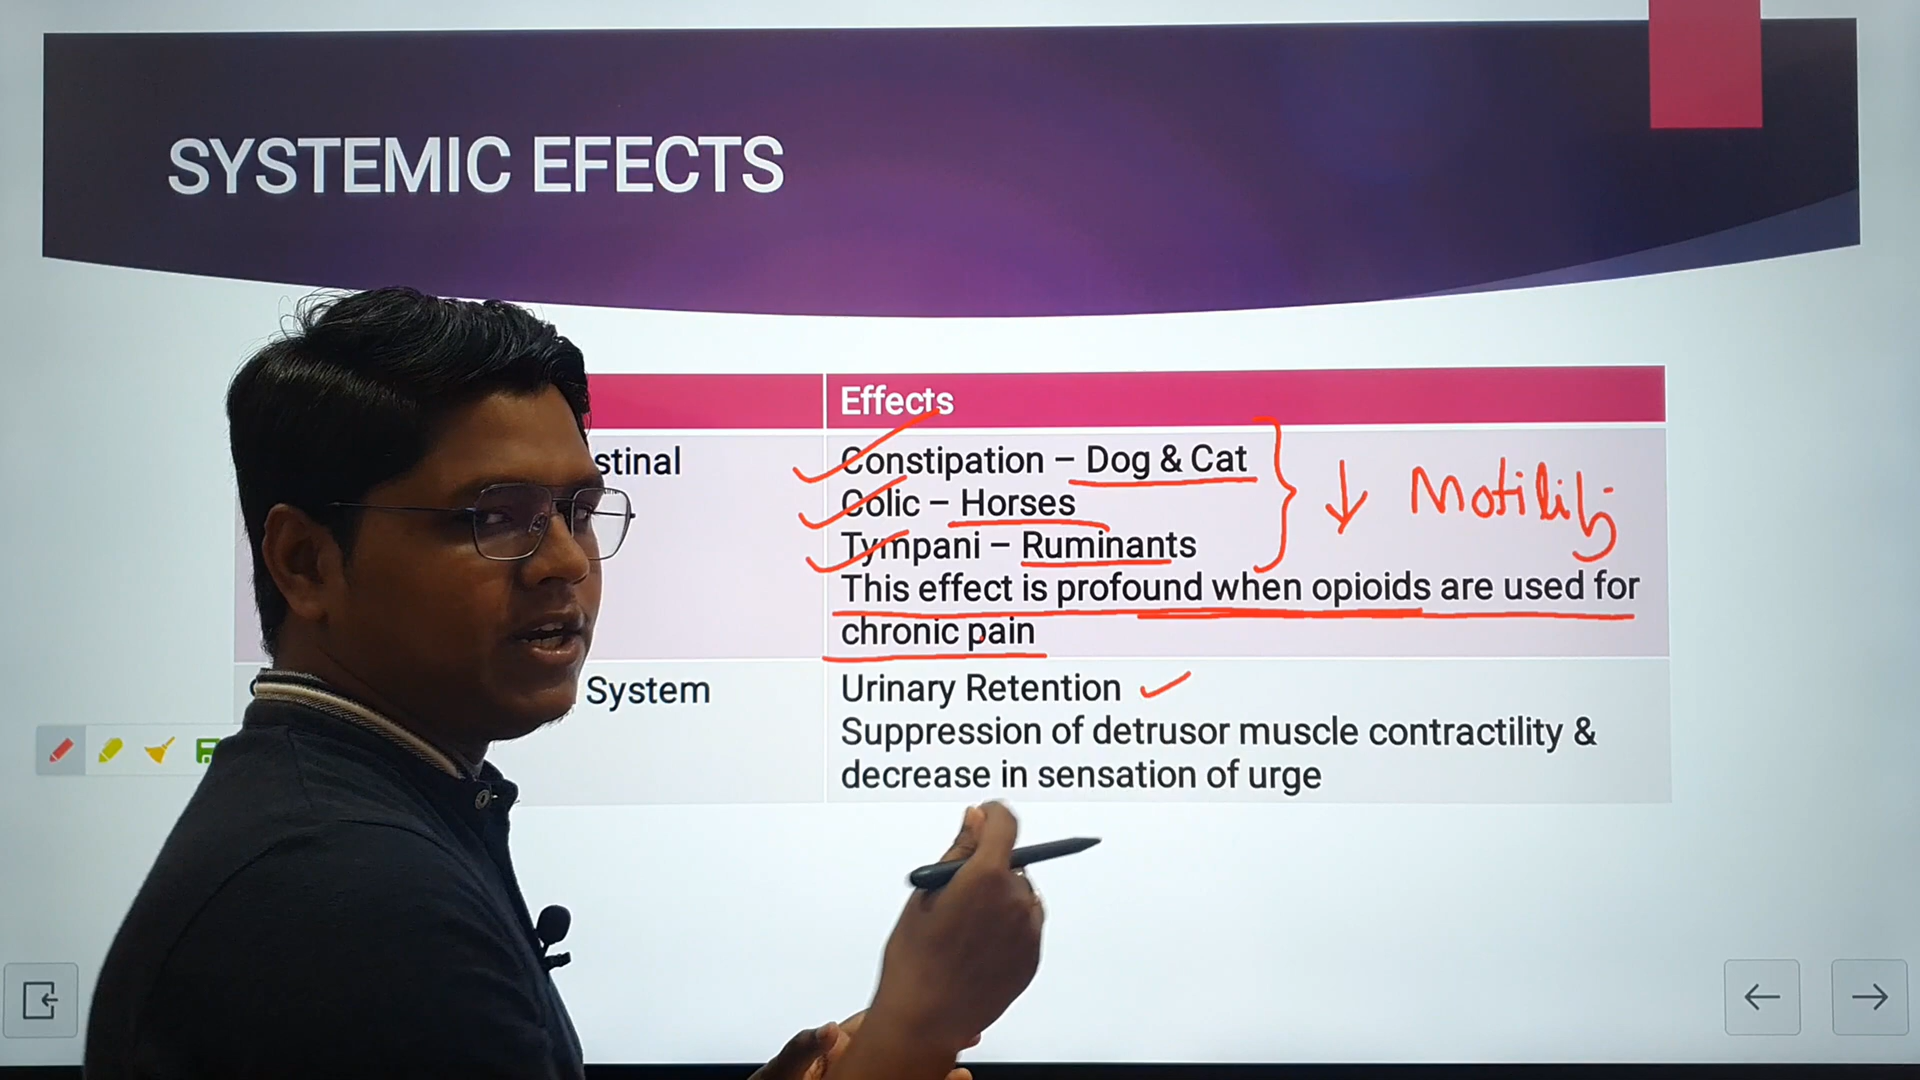 SYSTEMIC EFECTS
Effects
stinal
Constipation – Dog & Cat
Colic – Horses
Tympani – Ruminants
↓ Motility
This effect is profound when opioids are used for
chronic pain
System
Urinary Retention
Suppression of detrusor muscle contractility &
decrease in sensation of urge